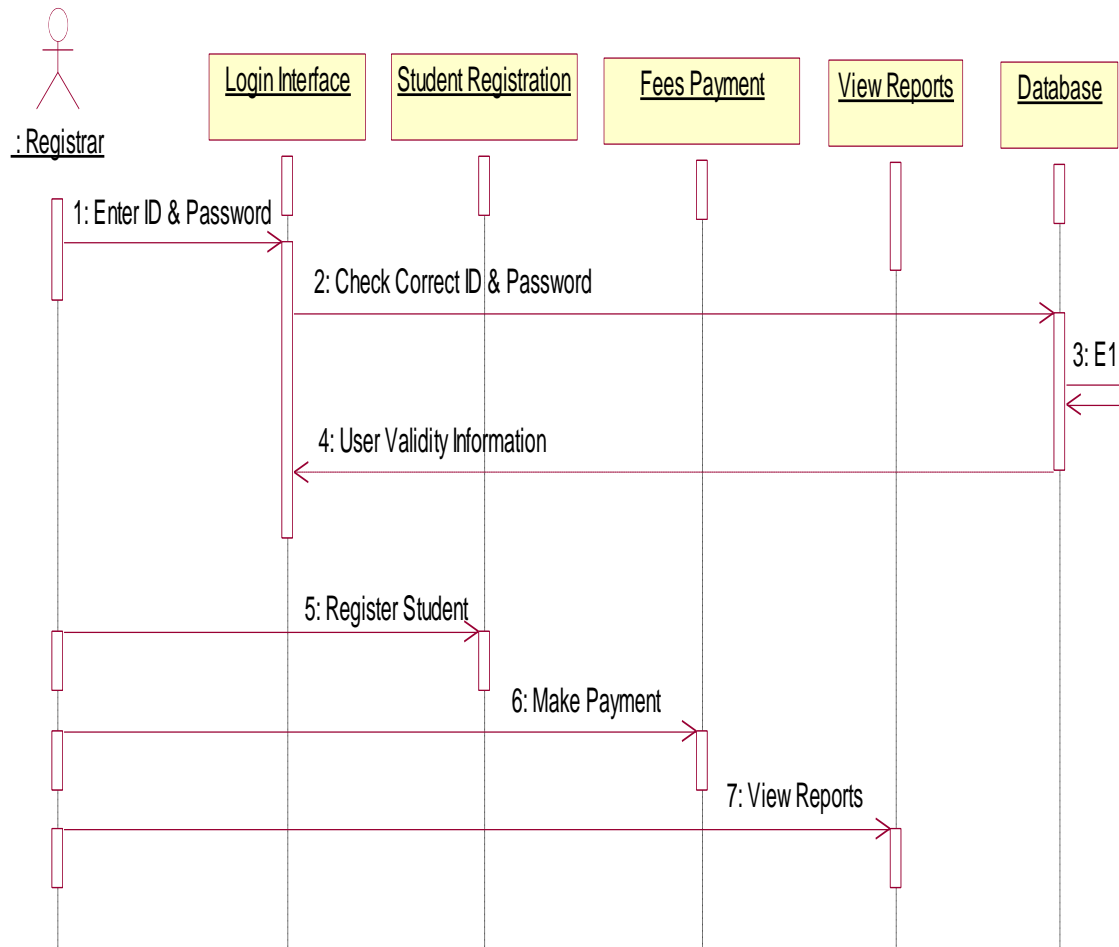 Login Interface
Student Registration
Fees Payment
View Reports
Database
: Registrar
1: Enter ID & Password
2: Check Correct ID & Password
3: E1
4: User Validity Information
5: Register Student
6: Make Payment
7: View Reports